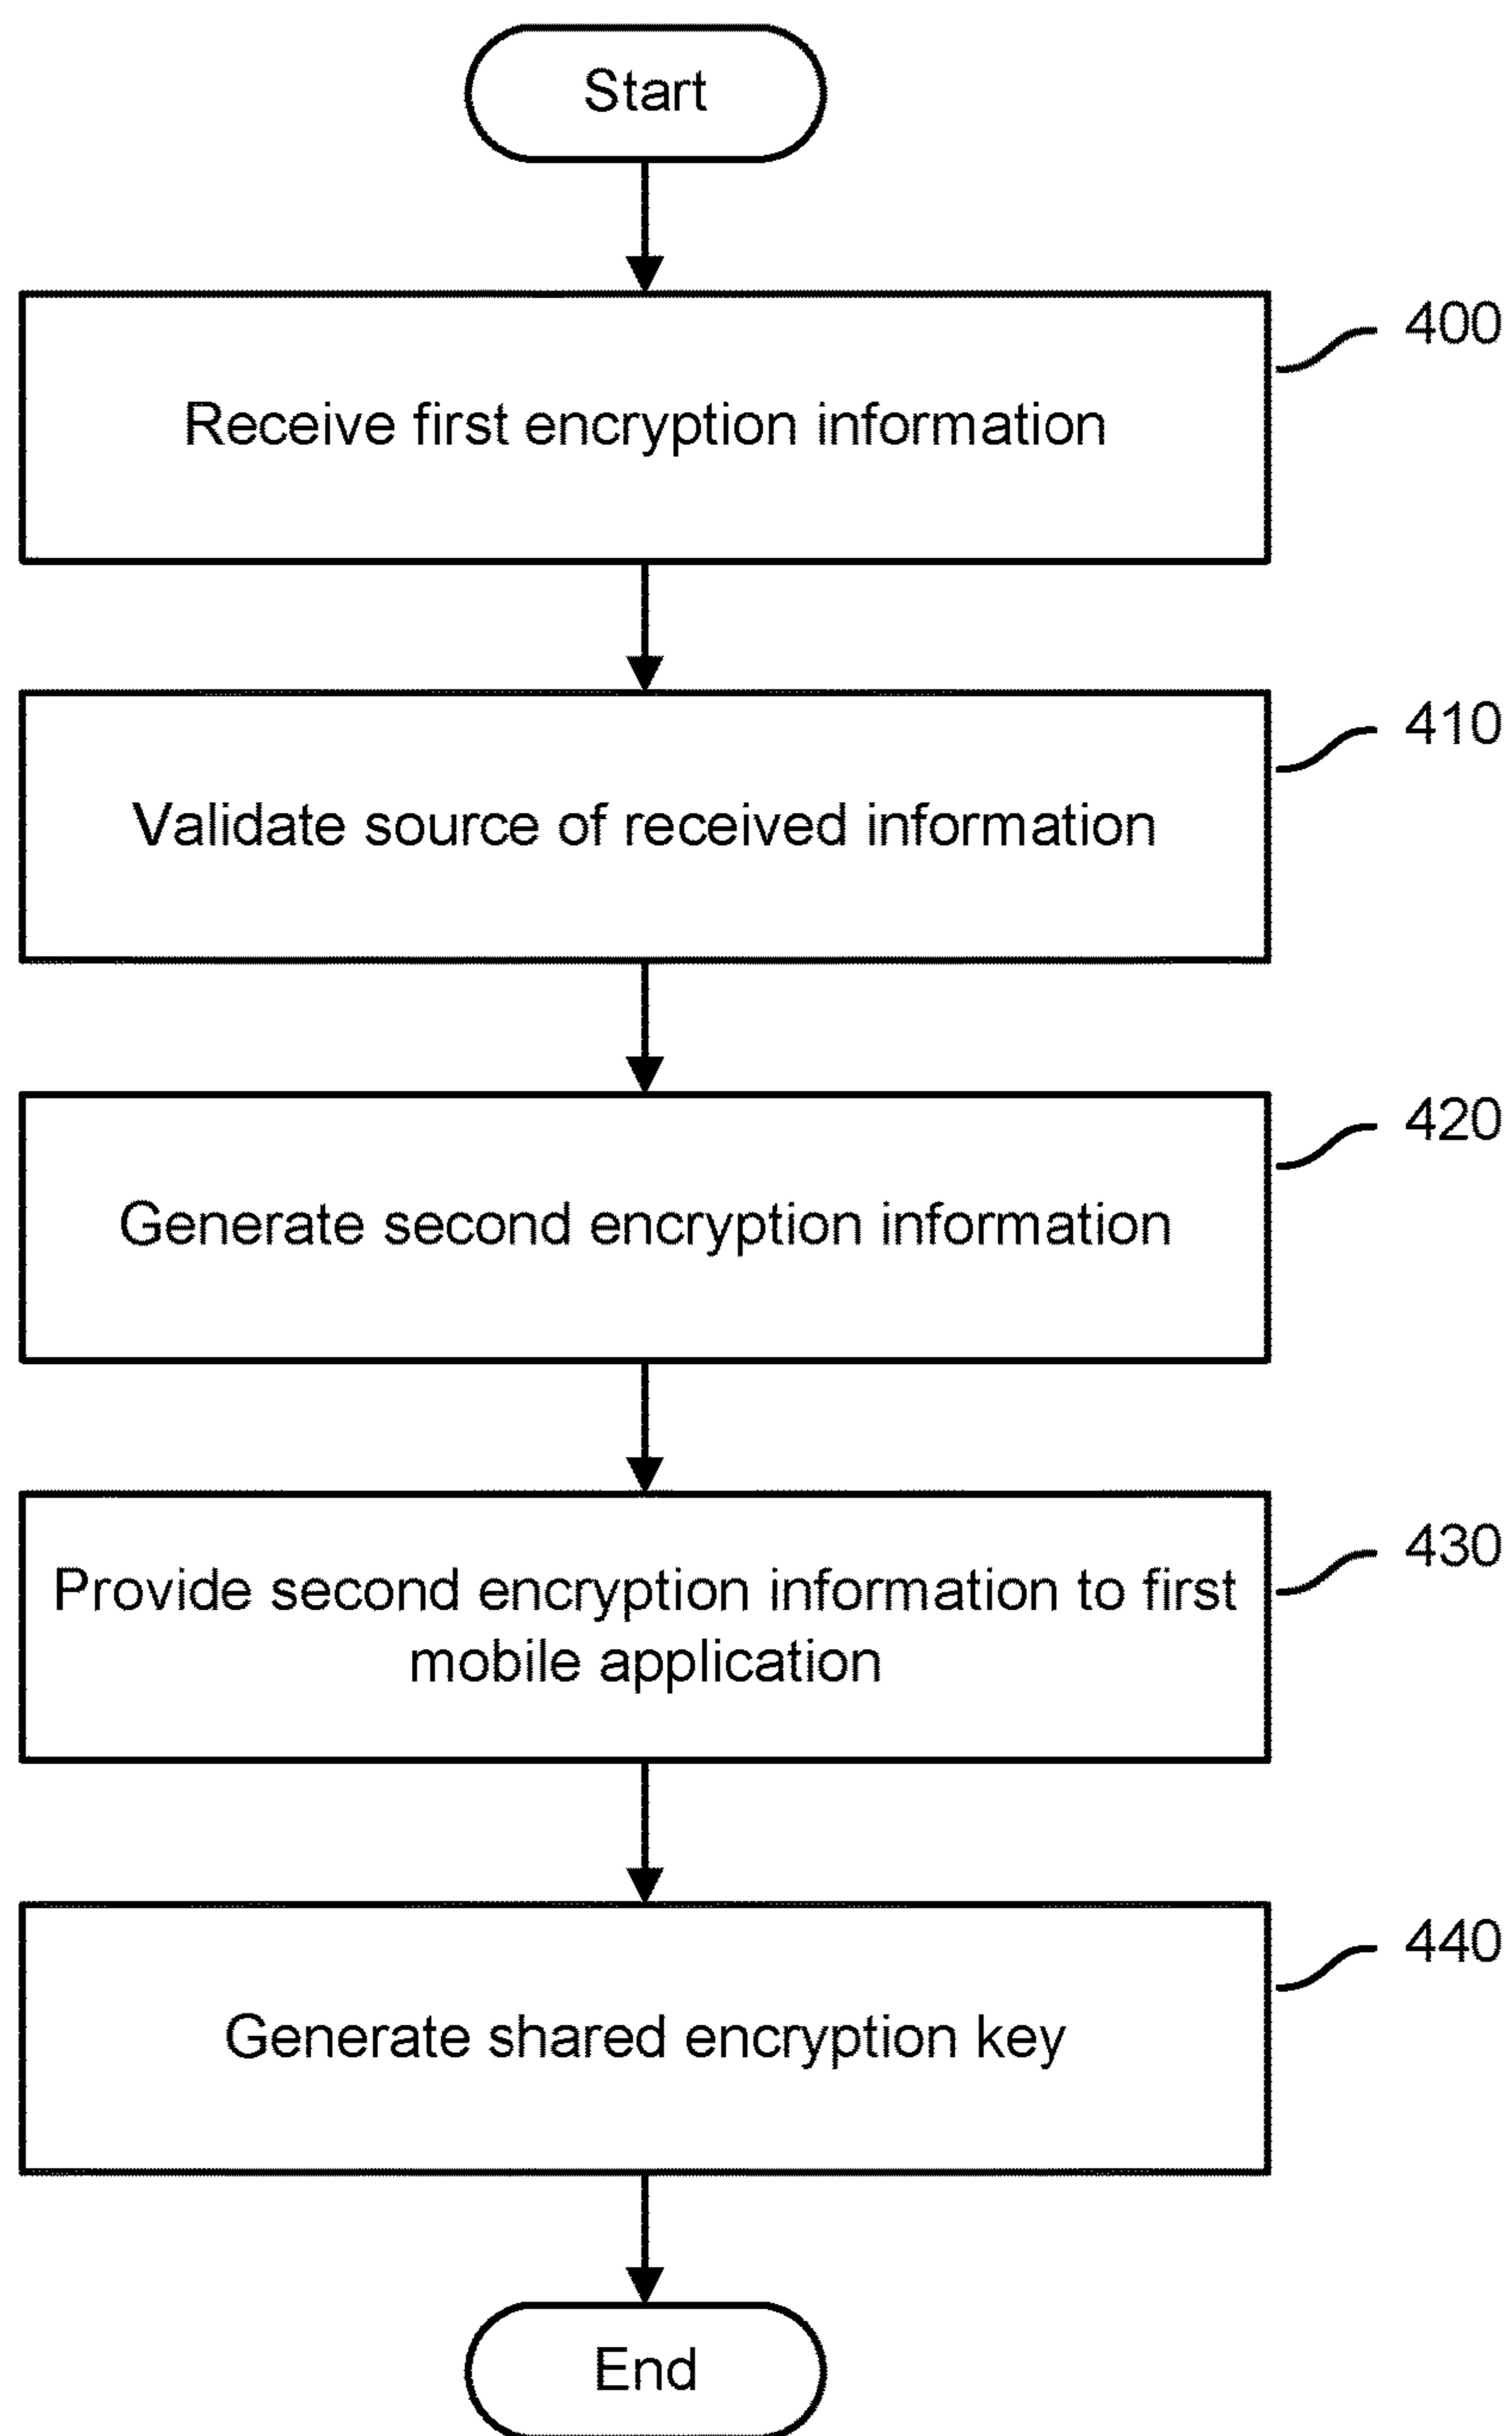 Start
400
Receive first encryption information
410
Validate source of received information
420
Generate second encryption information
430
Provide second encryption information to first
mobile application
440
Generate shared encryption key
End